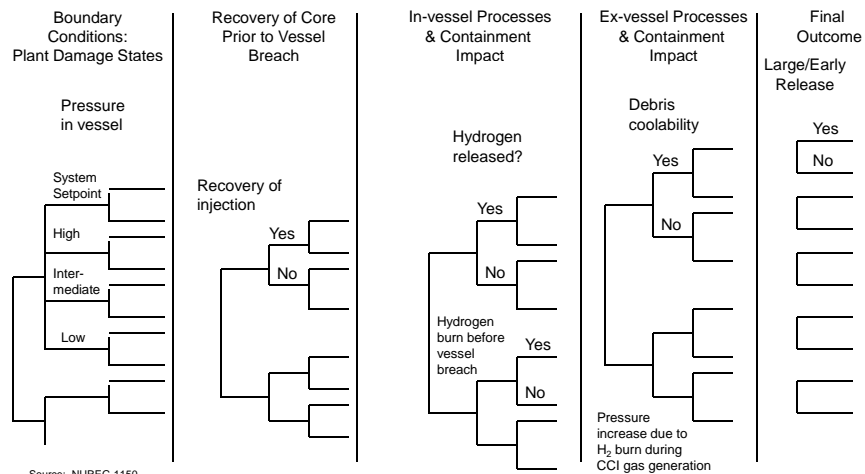 Boundary
Conditions:
Plant Damage States
Pressure
in vessel
System
Setpoint
High
Inter-
mediate
Low
Source: NUREG-1150
Recovery of Core
Prior to Vessel
Breach
Recovery of
injection
Yes
No
In-vessel Processes
& Containment
Impact
Hydrogen
released?
Yes
No
Hydrogen
burn before
vessel
breach
Yes
No
Ex-vessel Processes
& Containment
Impact
Debris
coolability
Yes
No
Pressure
increase due to
H₂ burn during
CCI gas generation
Final
Outcome
Large/Early
Release
Yes
No